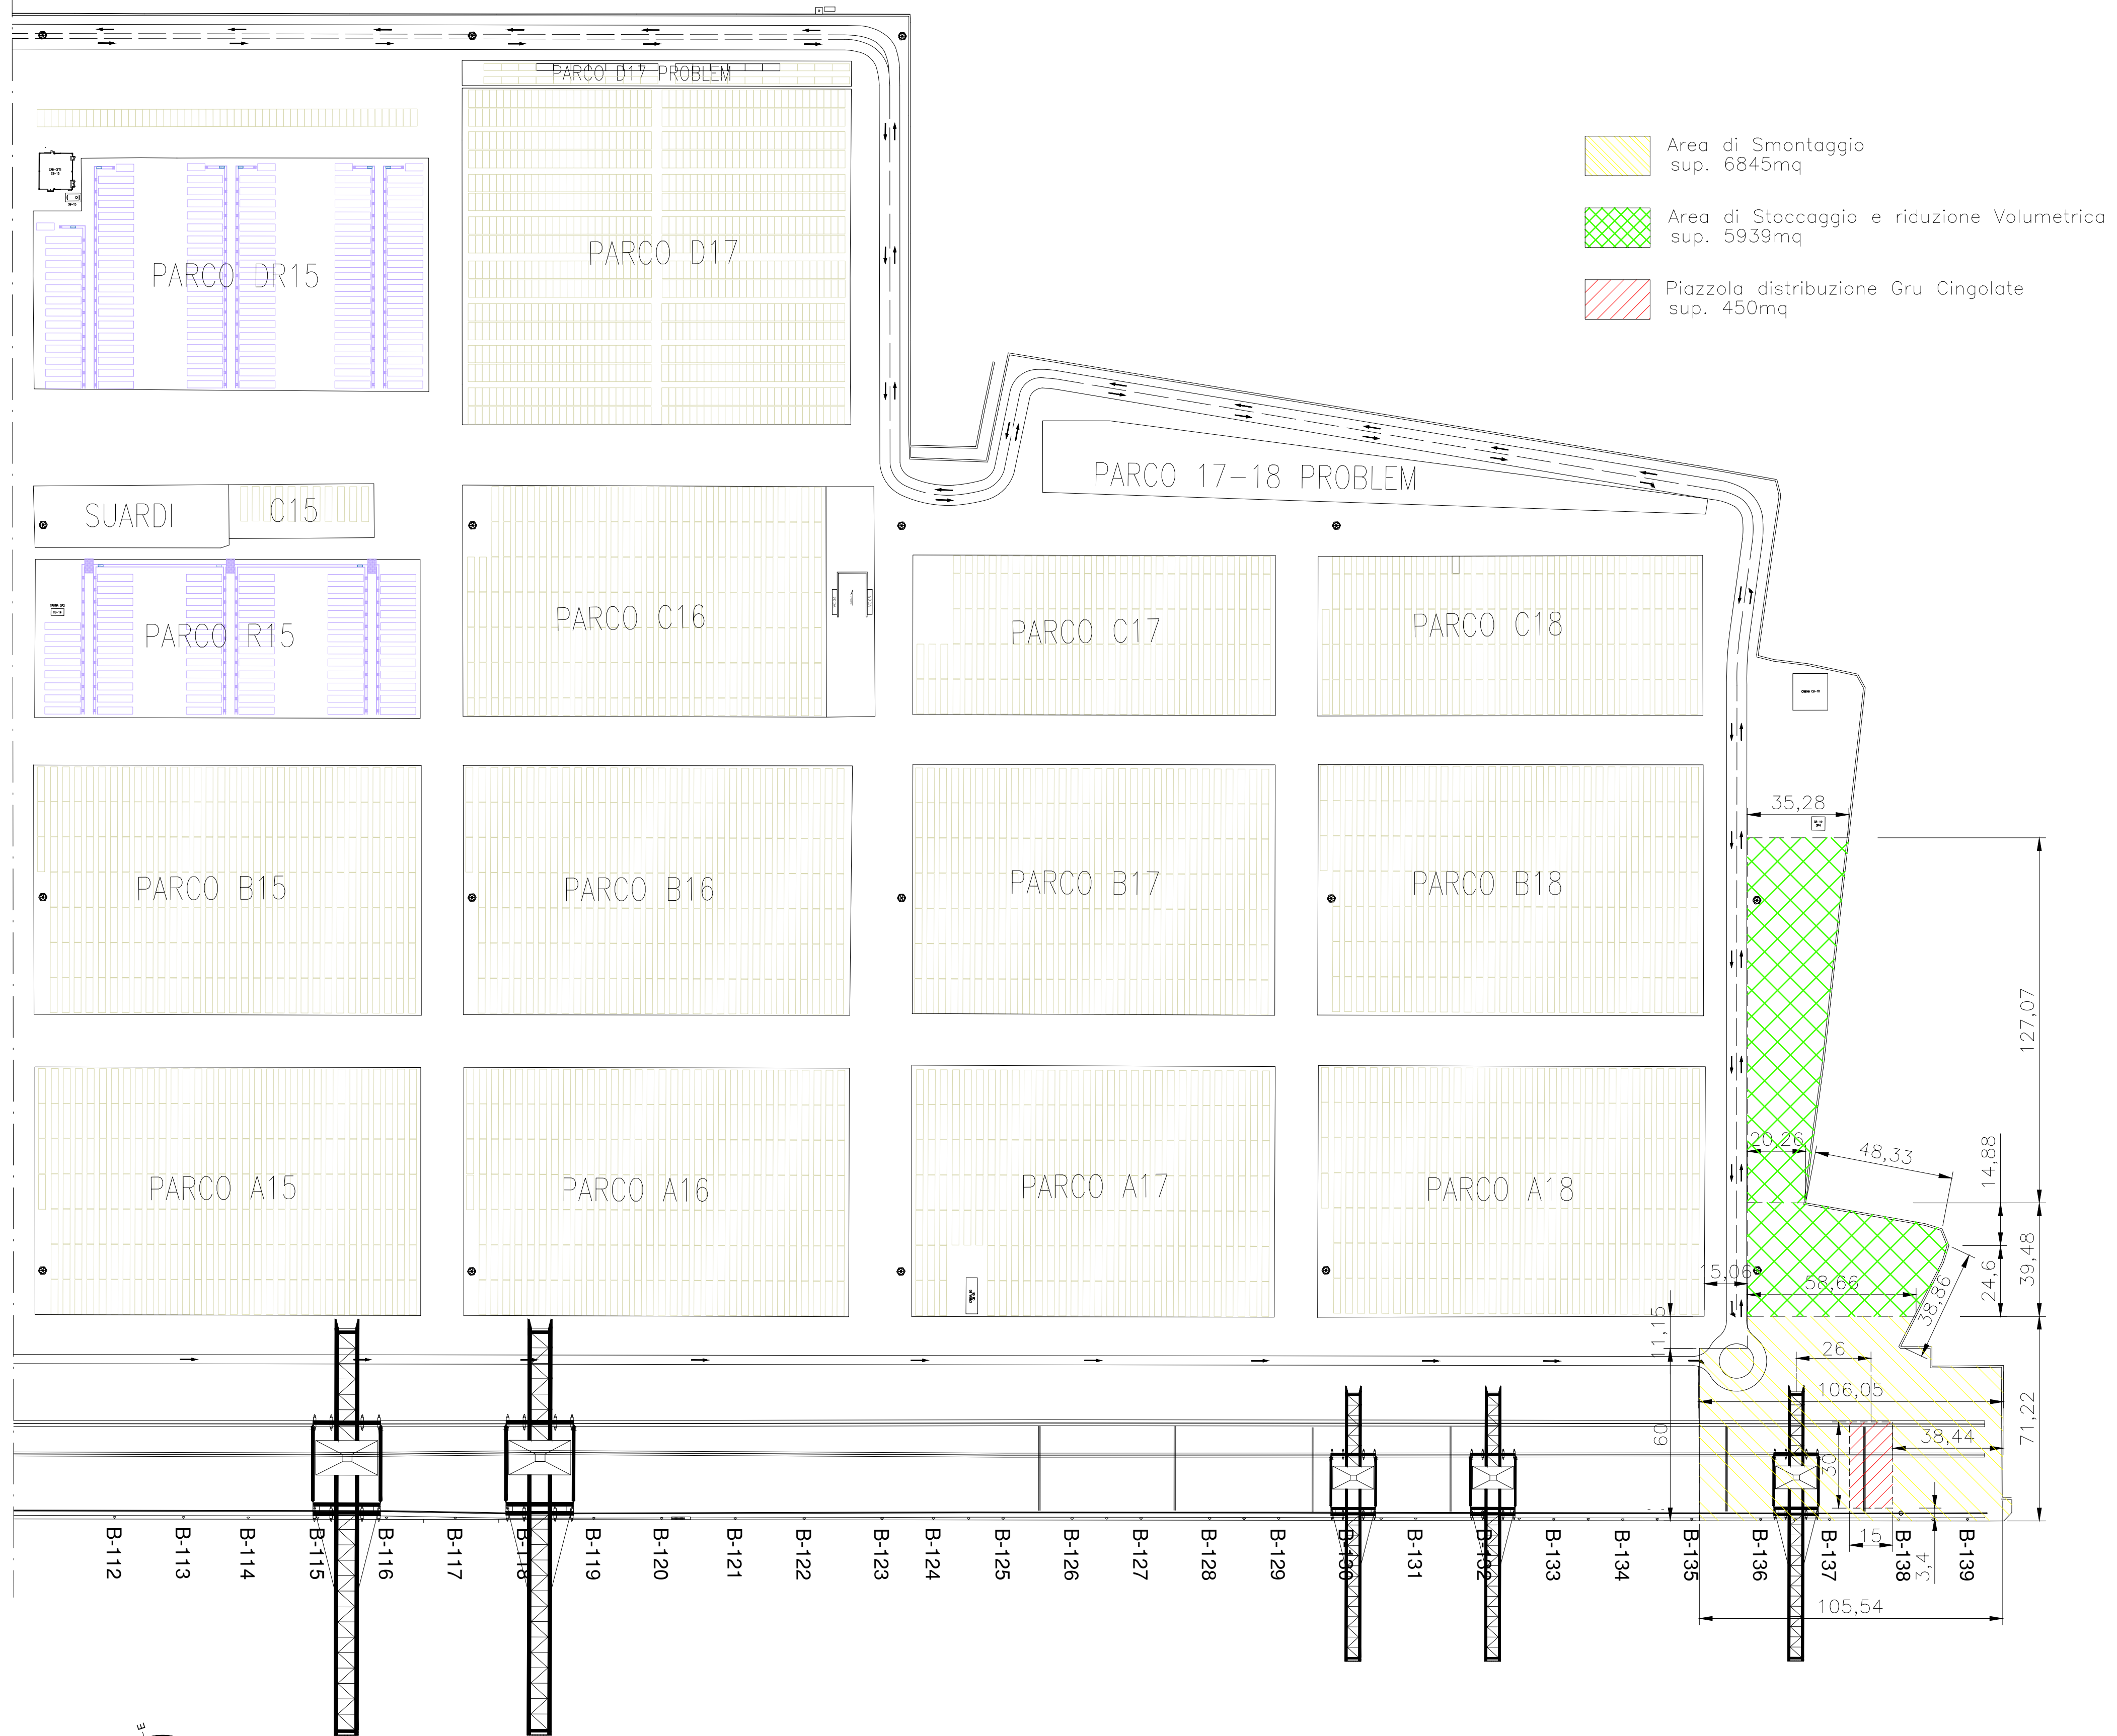 PARCO D17 PROBLEM
PARCO DR15
PARCO D17
Area di Smontaggio
sup. 6845mq
Area di Stoccaggio e riduzione Volumetrica
sup. 5939mq
Piazzola distribuzione Gru Cingolate
sup. 450mq
PARCO 17-18 PROBLEM
SUARDI
C15
PARCO R15
PARCO C16
PARCO C17
PARCO C18
35,28
PARCO B15
PARCO B16
PARCO B17
PARCO B18
127,07
20,26
48,33
14,88
PARCO A15
PARCO A16
PARCO A17
PARCO A18
15,06
58,66
38,86
24,6
39,48
11,15
26
106,05
60
30
38,44
71,22
15
3,4
B-112
B-113
B-114
B-115
B-116
B-117
B-118
B-119
B-120
B-121
B-122
B-123
B-124
B-125
B-126
B-127
B-128
B-129
B-130
B-131
B-132
B-133
B-134
B-135
B-136
B-137
B-138
B-139
105,54